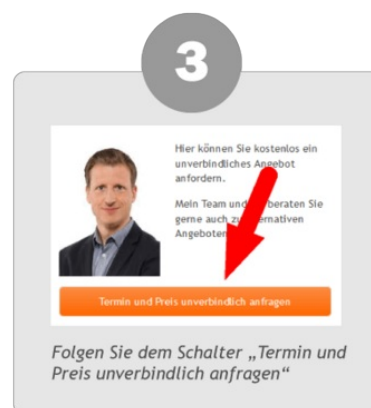 3
Hier können Sie kostenlos ein
unverbindliches Angebot
anfordern.
Mein Team und beraten Sie
gerne auch zu
Angeboten
Termin und Preis unverbindlich anfragen
Folgen Sie dem Schalter „Termin und
Preis unverbindlich anfragen“